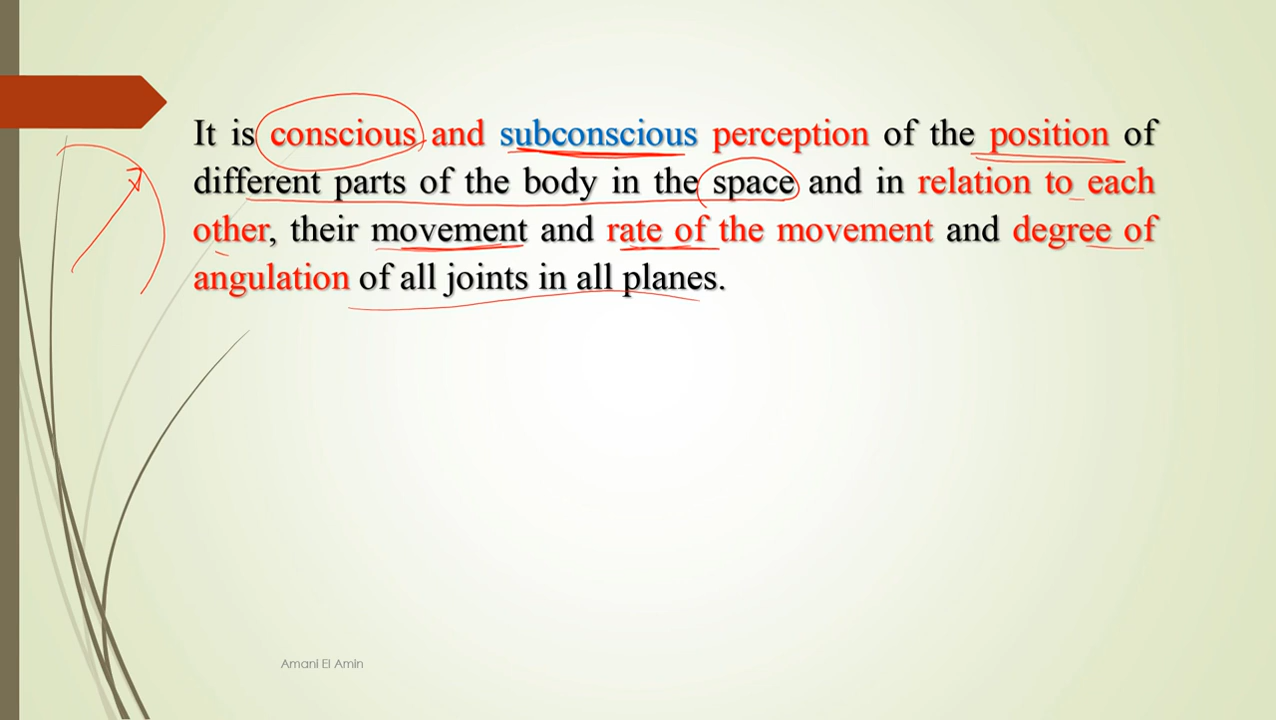 It is conscious and subconscious perception of the position of
different parts of the body in the space and in relation to each
other, their movement and rate of the movement and degree of
angulation of all joints in all planes.
Amani El Amin